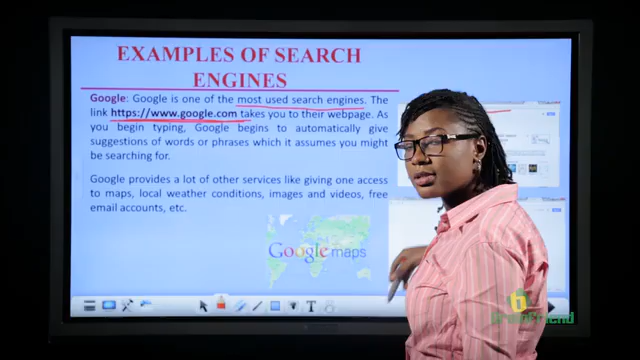 EXAMPLES OF SEARCH
ENGINES
Google: Google is one of the most used search engines. The
link https://www.google.com takes you to their webpage. As
you begin typing, Google begins to automatically give
suggestions of words or phrases which it assumes you might
be searching for.
Google provides a lot of other services like giving one access
to maps, local weather conditions, images and videos, free
email accounts, etc.
Google maps
T
BrainFriend